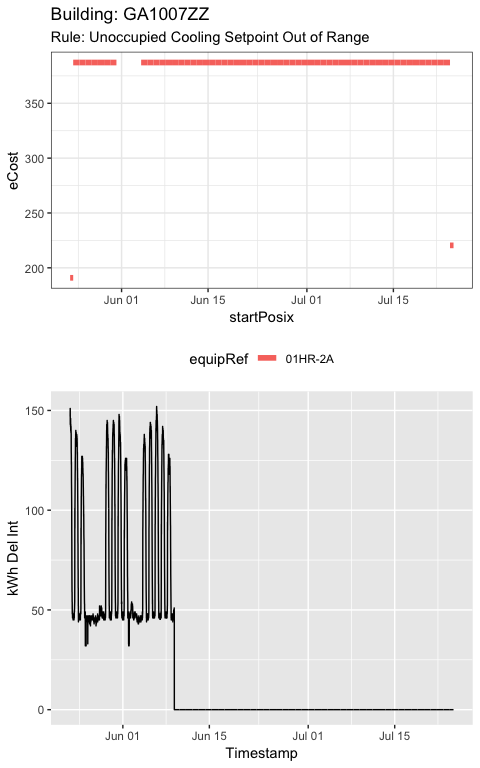 Building: GA1007ZZ
Rule: Unoccupied Cooling Setpoint Out of Range
eCost
350
300
250
200
Jun 01 Jun 15 Jul 01 Jul 15
startPosix
equipRef 01HR-2A
kWh Del Int
150
100
50
0
Jun 01 Jun 15 Jul 01 Jul 15
Timestamp